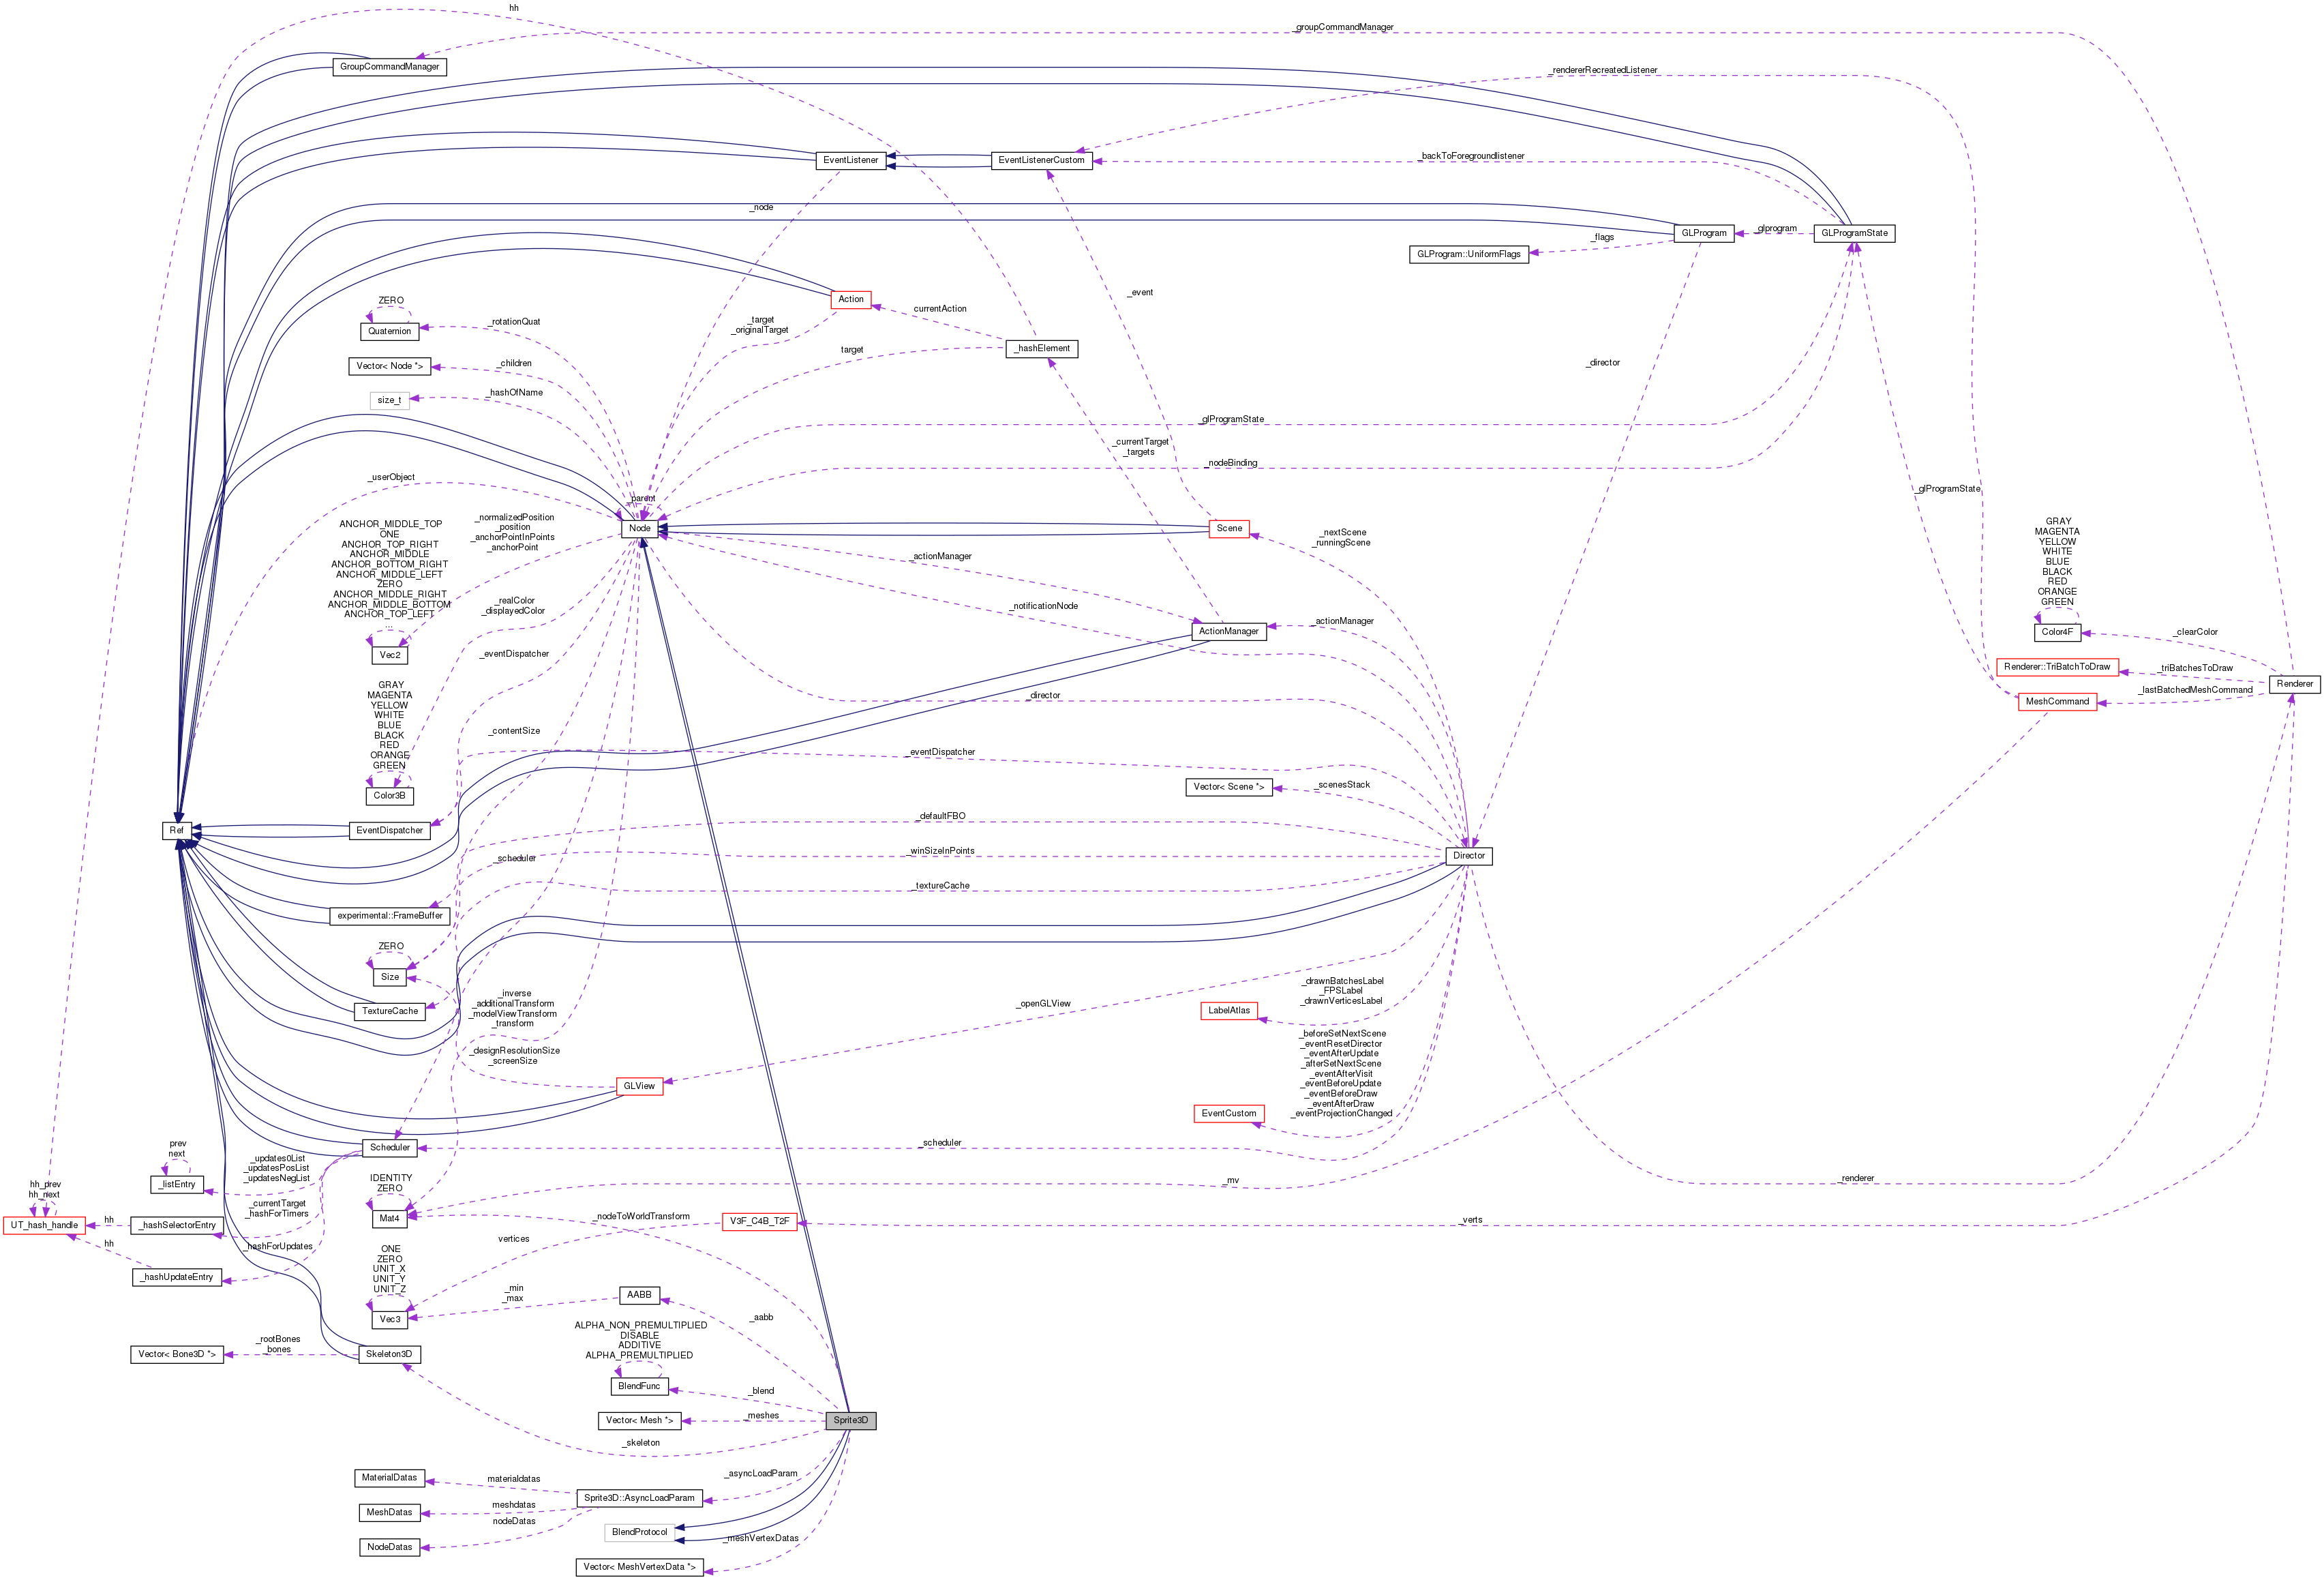 hh
_groupCommandManager
GroupCommandManager
_rendererRecreatedListener
EventListener
EventListenerCustom
_backToForegroundlistener
_node
GLProgram
_glprogram
GLProgramState
_flags
GLProgram::UniformFlags
_event
Action
ZERO
Quaternion
_rotationQuat
_target
_originalTarget
currentAction
_hashElement
target
Vector< Node *>
_children
size_t
_hashOfName
_director
_glProgramState
_currentTarget
_targets
_nodeBinding
_userObject
_parent
Node
Scene
_nextScene
_runningScene
_glProgramState
ANCHOR_MIDDLE_TOP
ONE
ANCHOR_TOP_RIGHT
ANCHOR_MIDDLE
ANCHOR_BOTTOM_RIGHT
ANCHOR_MIDDLE_LEFT
ZERO
ANCHOR_MIDDLE_RIGHT
ANCHOR_MIDDLE_BOTTOM
ANCHOR_TOP_LEFT
...
Vec2
_normalizedPosition
_position
_anchorPointInPoints
_anchorPoint
_actionManager
_realColor
_displayedColor
_notificationNode
_actionManager
ActionManager
_eventDispatcher
GRAY
MAGENTA
YELLOW
WHITE
BLUE
BLACK
RED
ORANGE
GREEN
Color4F
_clearColor
Renderer::TriBatchToDraw
_triBatchesToDraw
Renderer
_lastBatchedMeshCommand
MeshCommand
GRAY
MAGENTA
YELLOW
WHITE
BLUE
BLACK
RED
ORANGE
GREEN
Color3B
_director
_contentSize
_eventDispatcher
Vector< Scene *>
_scenesStack
_defaultFBO
Ref
EventDispatcher
_scheduler
_winSizeInPoints
Director
_textureCache
experimental::FrameBuffer
ZERO
Size
TextureCache
_inverse
_additionalTransform
_modelViewTransform
_transform
_openGLView
LabelAtlas
_drawnBatchesLabel
_FPSLabel
_drawnVerticesLabel
_designResolutionSize
_screenSize
GLView
_beforeSetNextScene
_eventResetDirector
_eventAfterUpdate
_afterSetNextScene
_eventAfterVisit
_eventBeforeUpdate
_eventBeforeDraw
_eventAfterDraw
_eventProjectionChanged
EventCustom
Scheduler
_scheduler
prev
next
_listEntry
_updates0List
_updatesPosList
_updatesNegList
hh_prev
hh_next
UT_hash_handle
hh
_hashSelectorEntry
_currentTarget
_hashForTimers
IDENTITY
ZERO
Mat4
_mv
_renderer
_nodeToWorldTransform
V3F_C4B_T2F
_verts
vertices
hh
_hashUpdateEntry
_hashForUpdates
ONE
ZERO
UNIT_X
UNIT_Y
UNIT_Z
Vec3
_min
_max
AABB
_aabb
Vector< Bone3D *>
_rootBones
_bones
Skeleton3D
ALPHA_NON_PREMULTIPLIED
DISABLE
ADDITIVE
ALPHA_PREMULTIPLIED
BlendFunc
_blend
Vector< Mesh *>
_meshes
Sprite3D
_skeleton
MaterialDatas
materialdatas
_asyncLoadParam
Sprite3D::AsyncLoadParam
MeshDatas
meshdatas
NodeDatas
nodeDatas
BlendProtocol
_meshVertexDatas
Vector< MeshVertexData *>